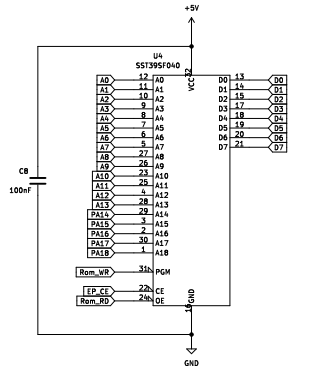 +5V
U4
SST39SF040
VCC 32
A0 12 A0 D0 13 D0
A1 11 A1 D1 14 D1
A2 10 A2 D2 15 D2
A3 9 A3 D3 17 D3
A4 8 A4 D4 18 D4
A5 7 A5 D5 19 D5
A6 6 A6 D6 20 D6
A7 5 A7 D7 21 D7
A8 27 A8
A9 26 A9
A10 23 A10
A11 25 A11
A12 4 A12
A13 28 A13
PA14 29 A14
PA15 3 A15
PA16 2 A16
PA17 30 A17
PA18 1 A18
C8
100nF
Rom_WR 31 PGM
EP_CE 22 CE
Rom_RD 24 OE
16 GND
GND